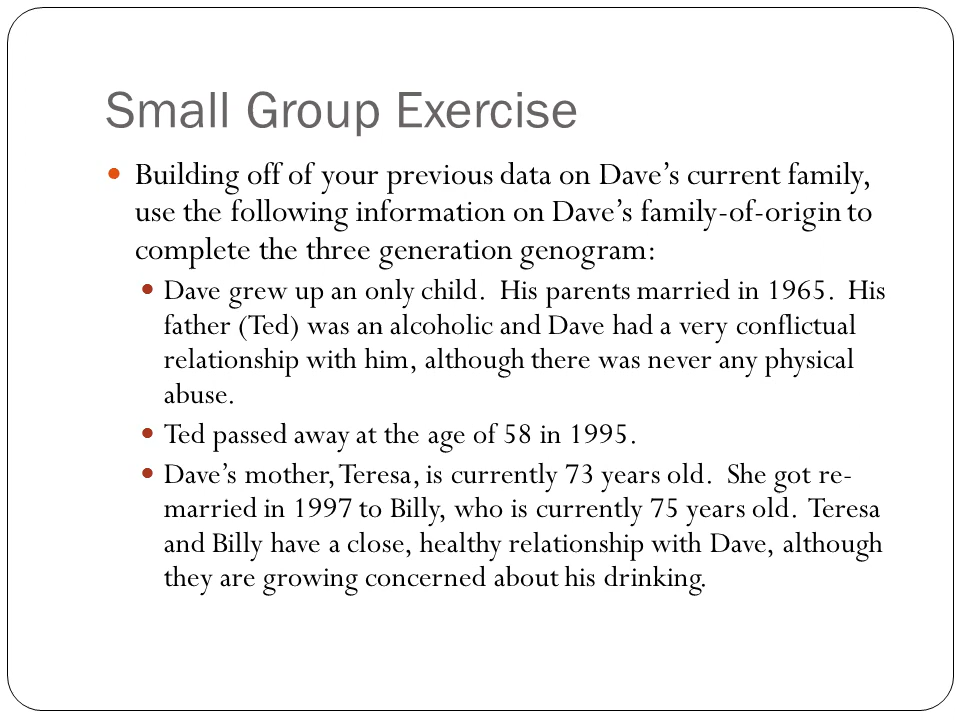 Small Group Exercise
• Building off of your previous data on Dave’s current family,
use the following information on Dave’s family-of-origin to
complete the three generation genogram:
• Dave grew up an only child.  His parents married in 1965.  His
father (Ted) was an alcoholic and Dave had a very conflictual
relationship with him, although there was never any physical
abuse.
• Ted passed away at the age of 58 in 1995.
• Dave’s mother, Teresa, is currently 73 years old.  She got re-
married in 1997 to Billy, who is currently 75 years old.  Teresa
and Billy have a close, healthy relationship with Dave, although
they are growing concerned about his drinking.